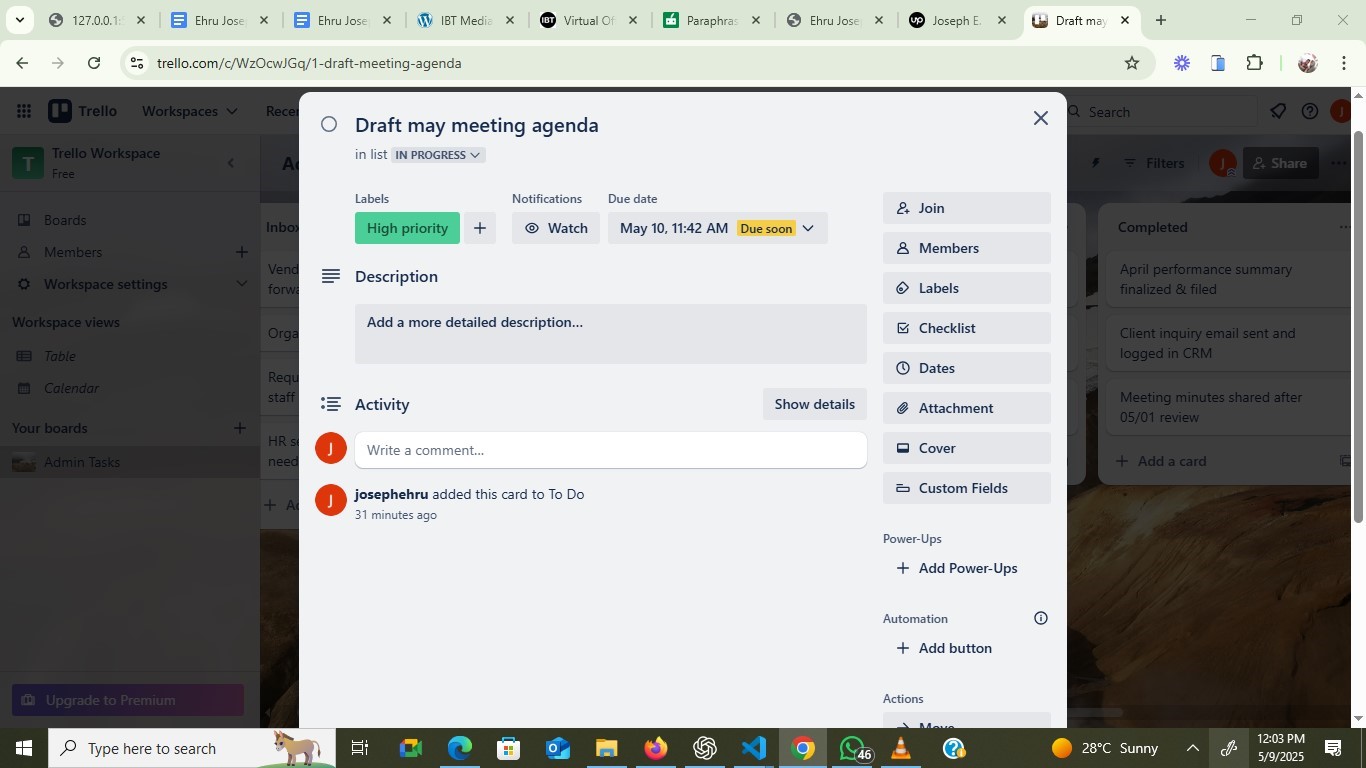 127.0.0.1:
Ehru Jose
Ehru Jose
IBT Media
Virtual Of
Paraphras
Ehru Jose
Joseph E.
Draft may
trello.com/c/WzOcwJGq/1-draft-meeting-agenda
Trello
Workspaces
Recen
Search
Trello Workspace
Free
Boards
Members
Workspace settings
Workspace views
Table
Calendar
Your boards
Admin Tasks
Upgrade to Premium
Ad
Filters
Share
Inbox
Vend
forwa
Orga
Requ
staff
HR se
need
Ad
Draft may meeting agenda
in list IN PROGRESS
Labels
Notifications
Due date
High priority
Watch
May 10, 11:42 AM Due soon
Description
Add a more detailed description...
Activity
Show details
Write a comment...
josephehru added this card to To Do
31 minutes ago
Join
Members
Labels
Checklist
Dates
Attachment
Cover
Custom Fields
Power-Ups
Add Power-Ups
Automation
Add button
Actions
Move
Completed
April performance summary
finalized & filed
Client inquiry email sent and
logged in CRM
Meeting minutes shared after
05/01 review
Add a card
Type here to search
46
28°C Sunny
12:03 PM
5/9/2025